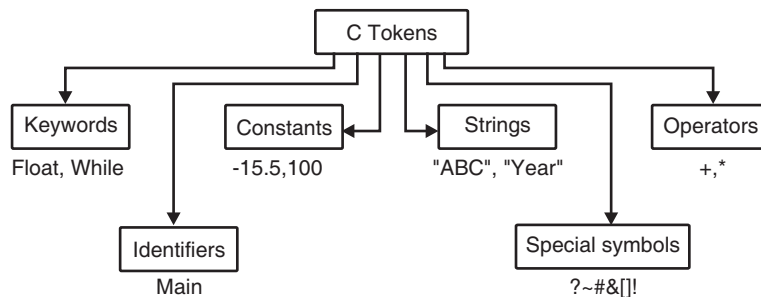 C Tokens
Keywords
Constants
Strings
Operators
Float, While
-15.5,100
"ABC", "Year"
+,*
Identifiers
Special symbols
Main
?~#&[]!